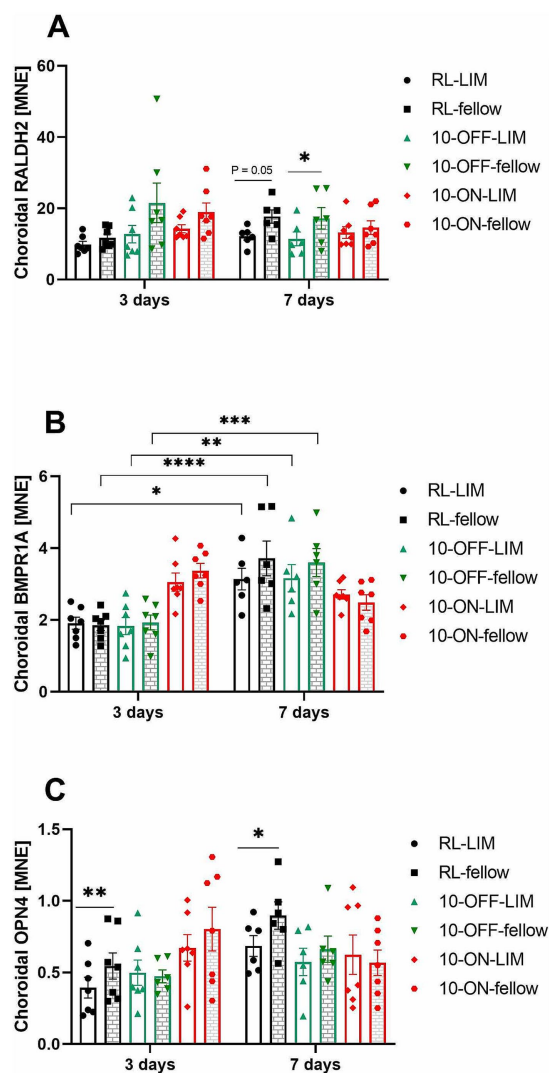 A
Choroidal RALDH2 [MNE]
60
40
20
0
P = 0.05
*
3 days
7 days
RL-LIM
RL-fellow
10-OFF-LIM
10-OFF-fellow
10-ON-LIM
10-ON-fellow
B
Choroidal BMPR1A [MNE]
6
4
2
0
***
**
****
*
3 days
7 days
RL-LIM
RL-fellow
10-OFF-LIM
10-OFF-fellow
10-ON-LIM
10-ON-fellow
C
Choroidal OPN4 [MNE]
1.5
1.0
0.5
0.0
**
*
3 days
7 days
RL-LIM
RL-fellow
10-OFF-LIM
10-OFF-fellow
10-ON-LIM
10-ON-fellow